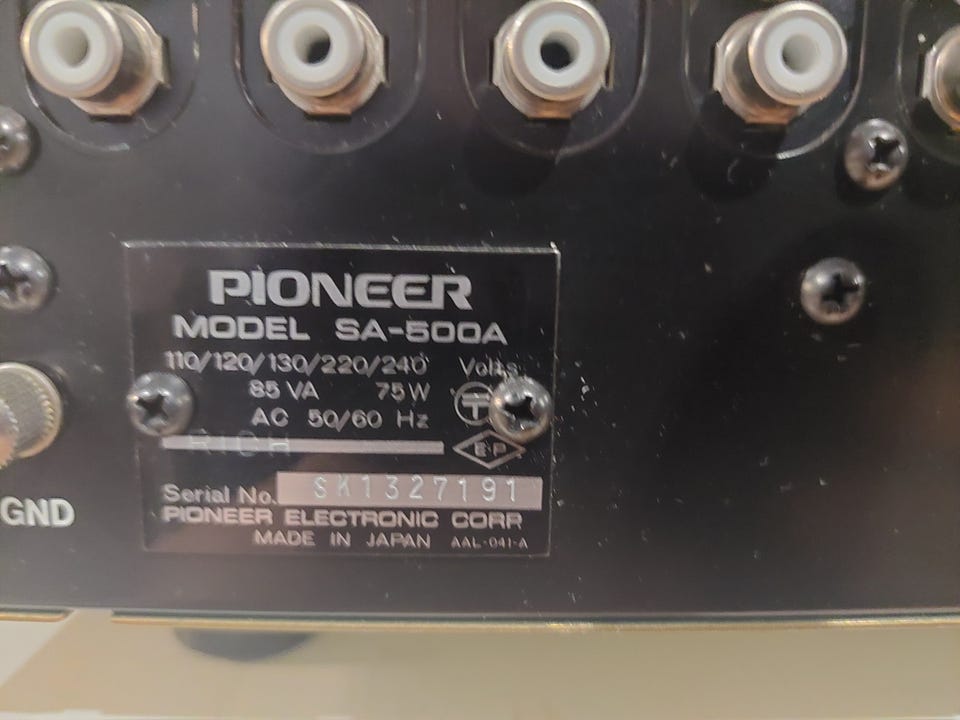 PIONEER
MODEL SA-500A
110/120/130/220/240 Volts
85 VA 75 W
AC 50/60 Hz
RICH
E-P
Serial No. SK1327191
PIONEER ELECTRONIC CORP
MADE IN JAPAN AAL-041-A
GND